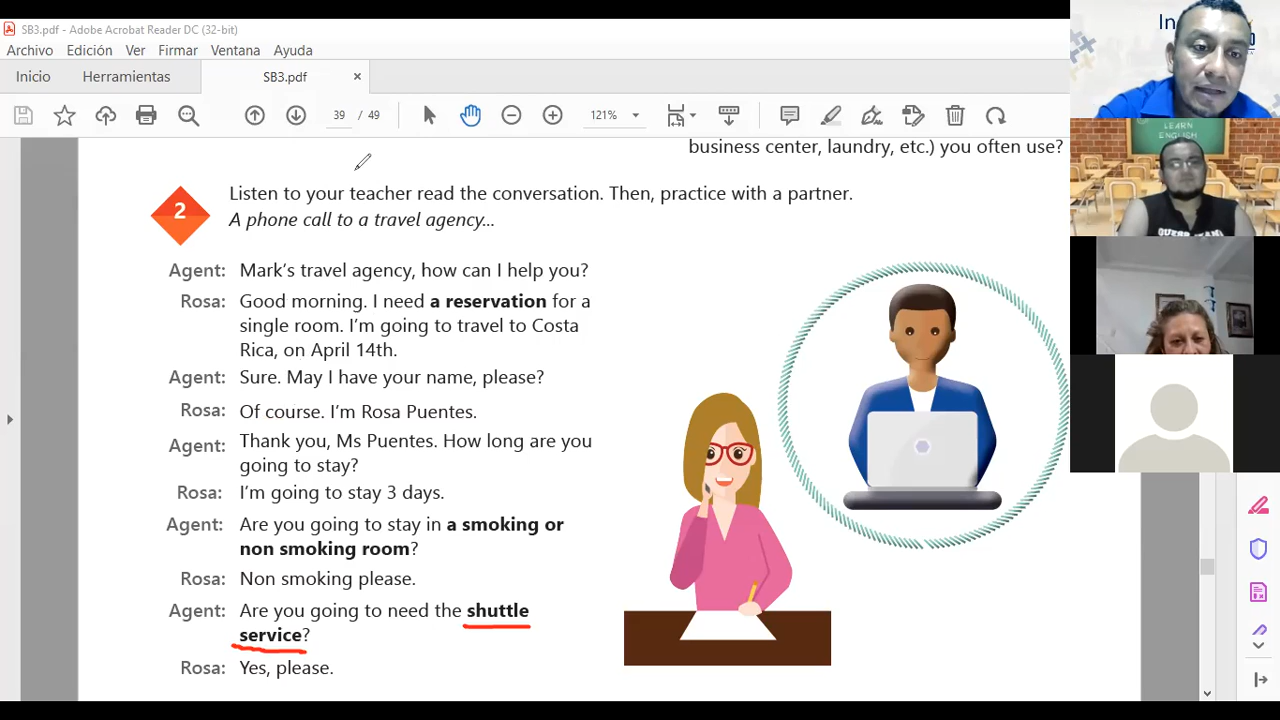 SB3.pdf - Adobe Acrobat Reader DC (32-bit)
Archivo Edición Ver Firmar Ventana Ayuda
Inicio Herramientas SB3.pdf ×
39 / 49 121%
In
LEARN
ENGLISH
business center, laundry, etc.) you often use?
2
Listen to your teacher read the conversation. Then, practice with a partner.
A phone call to a travel agency...
Agent: Mark's travel agency, how can I help you?
Rosa: Good morning. I need a reservation for a
single room. I'm going to travel to Costa
Rica, on April 14th.
Agent: Sure. May I have your name, please?
Rosa: Of course. I'm Rosa Puentes.
Agent: Thank you, Ms Puentes. How long are you
going to stay?
Rosa: I'm going to stay 3 days.
Agent: Are you going to stay in a smoking or
non smoking room?
Rosa: Non smoking please.
Agent: Are you going to need the shuttle
service?
Rosa: Yes, please.